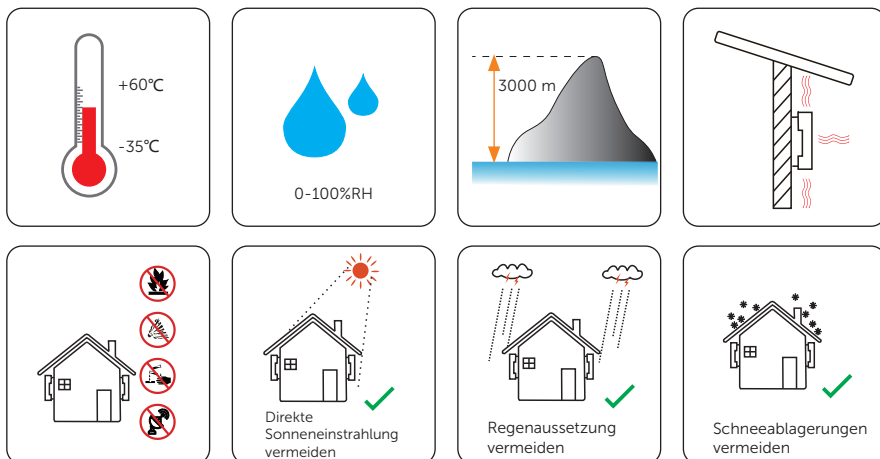 +60℃
-35℃
0-100%RH
3000 m
Direkte
Sonneneinstrahlung
vermeiden
Regenaussetzung
vermeiden
Schneeablagerungen
vermeiden